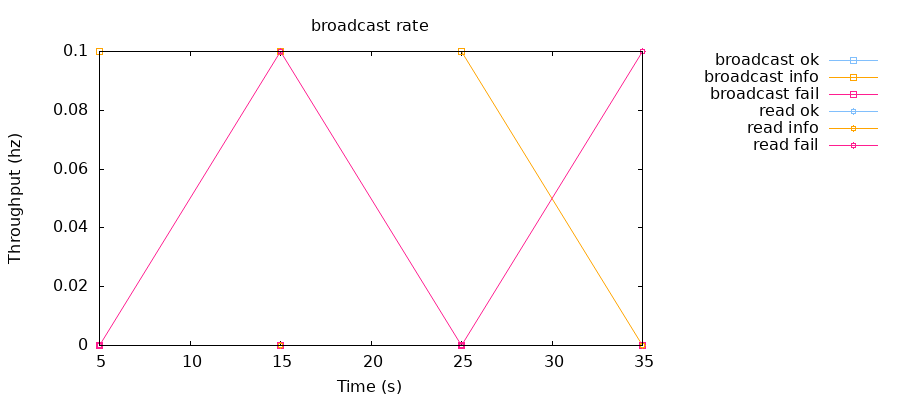 broadcast rate
0.1
0.08
0.06
0.04
0.02
0
Throughput (hz)
5
10
15
20
25
30
35
Time (s)
broadcast ok
broadcast info
broadcast fail
read ok
read info
read fail